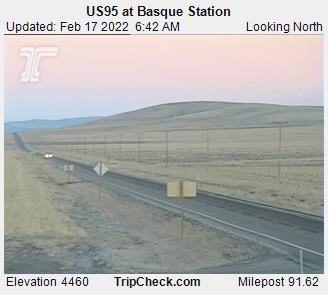 US95 at Basque Station
Updated: Feb 17 2022 6:42 AM Looking North
Elevation 4460 TripCheck.com Milepost 91.62